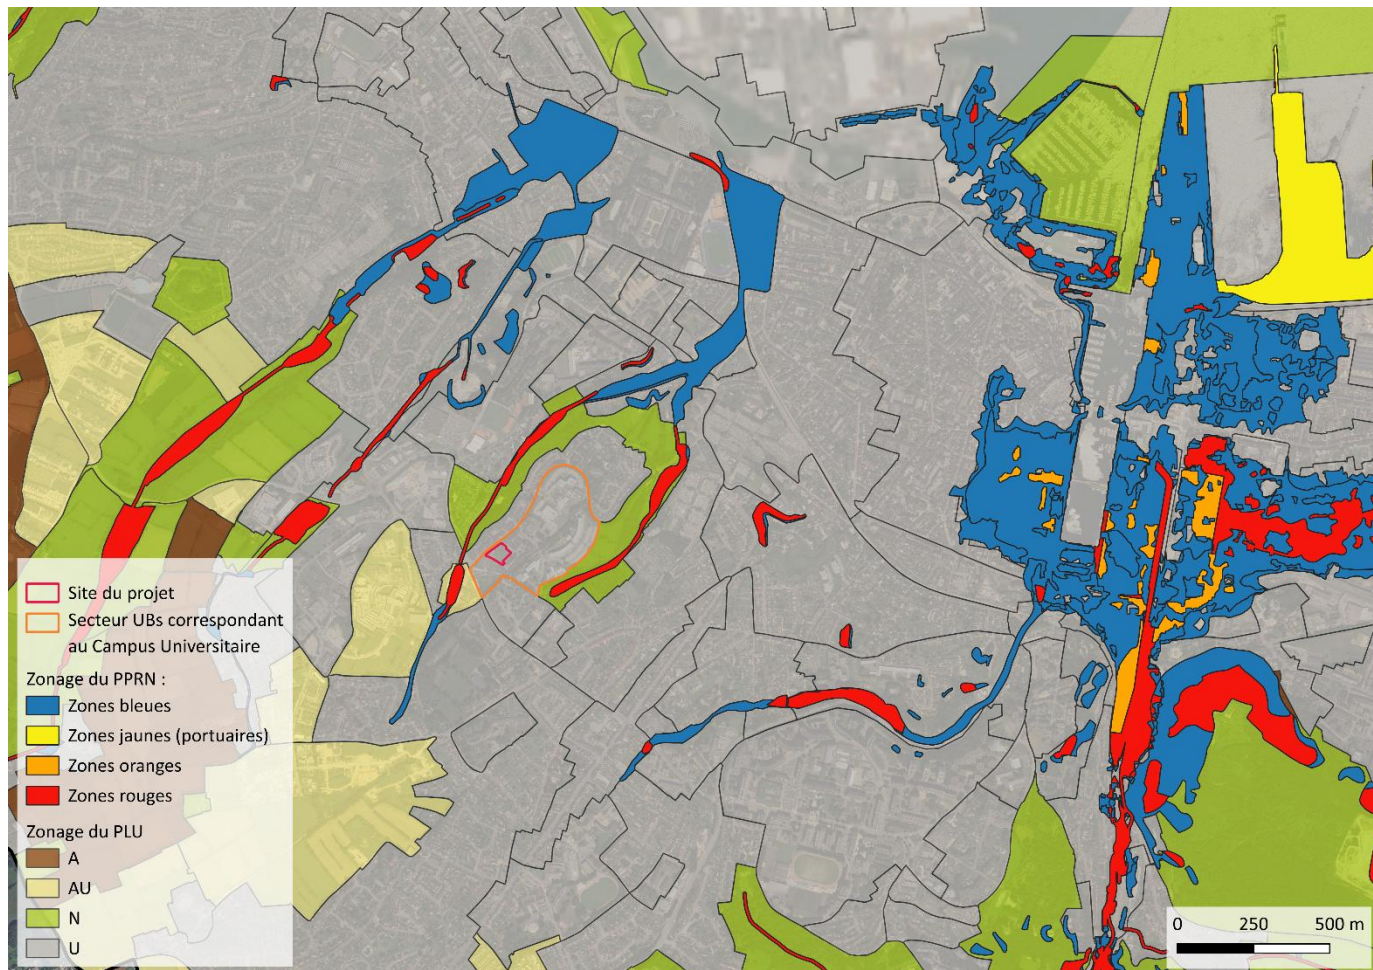 Site du projet
Secteur UBs correspondant
au Campus Universitaire
Zonage du PPRN :
Zones bleues
Zones jaunes (portuaires)
Zones oranges
Zones rouges
Zonage du PLU
A
AU
N
U
0 250 500 m